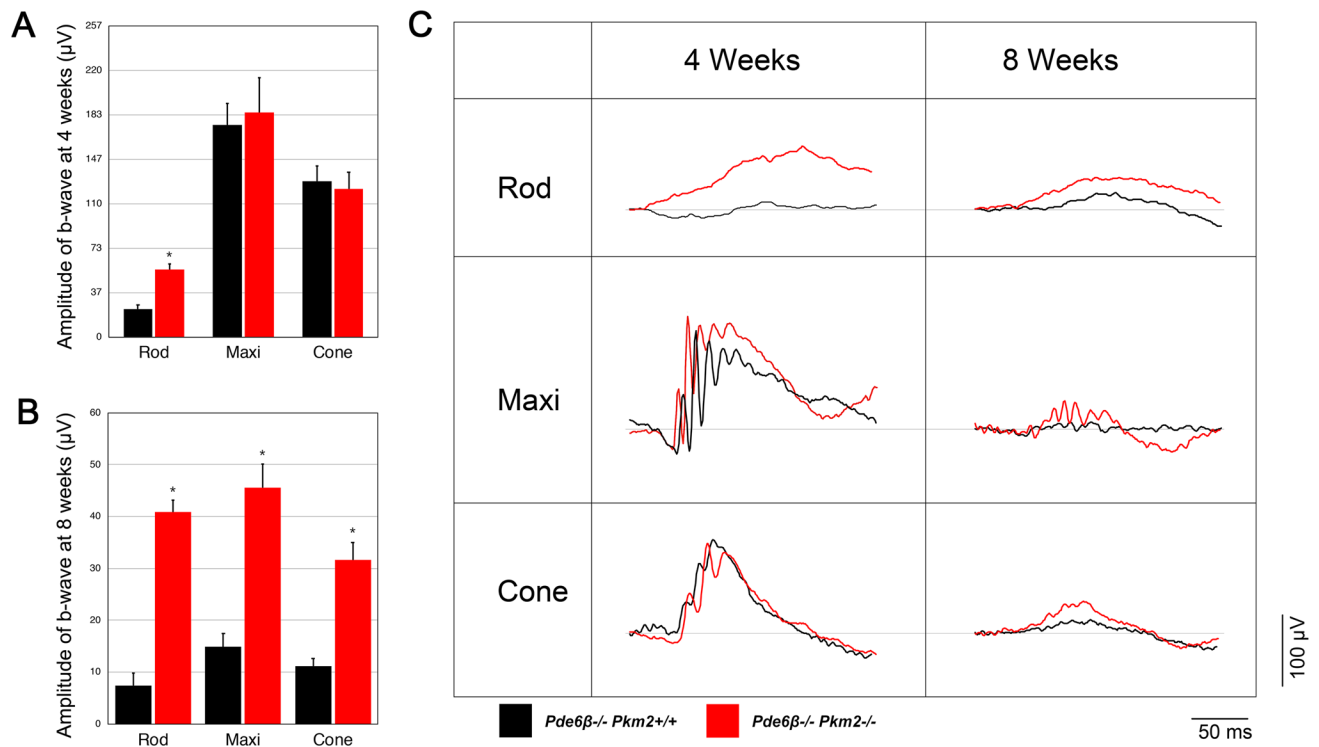 A
Amplitude of b-wave at 4 weeks (µV)
257
220
183
147
110
73
37
0
*
Rod Maxi Cone
B
Amplitude of b-wave at 8 weeks (µV)
60
50
40
30
20
10
0
* * *
Rod Maxi Cone
C
4 Weeks 8 Weeks
Rod
Maxi
Cone
100 µV
50 ms
Pde6β-/- Pkm2+/+ Pde6β-/- Pkm2-/-